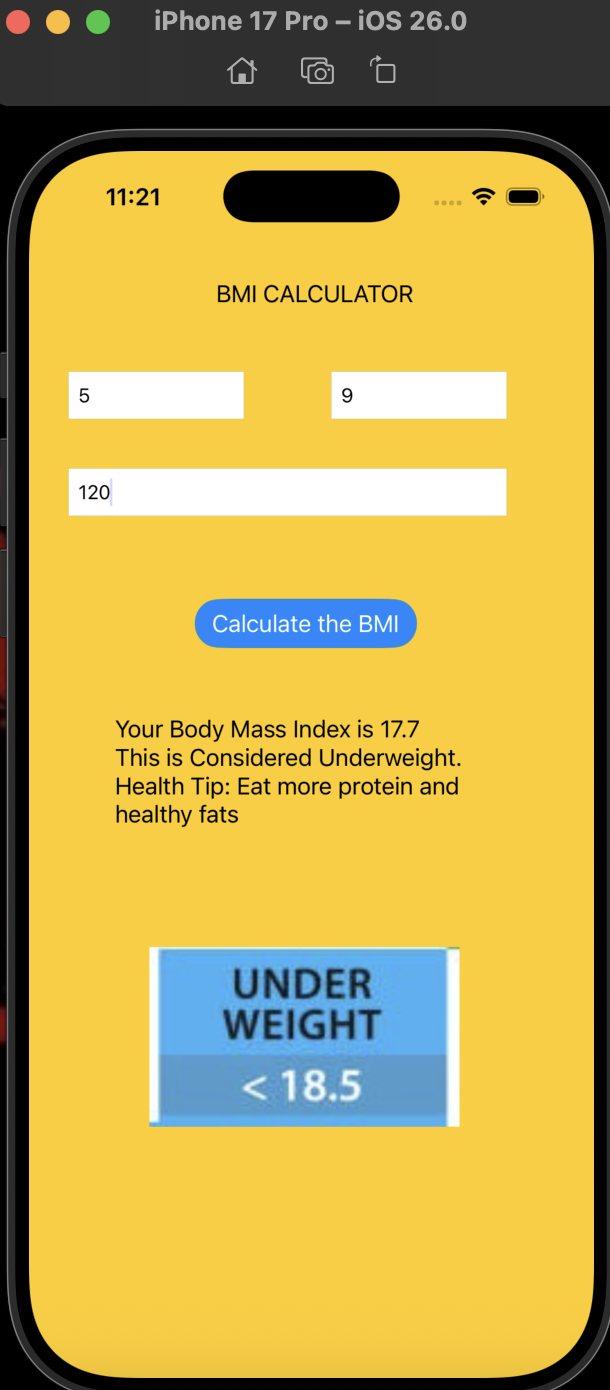 iPhone 17 Pro – iOS 26.0
11:21
BMI CALCULATOR
5 9
120
Calculate the BMI
Your Body Mass Index is 17.7
This is Considered Underweight.
Health Tip: Eat more protein and
healthy fats
UNDER
WEIGHT
< 18.5